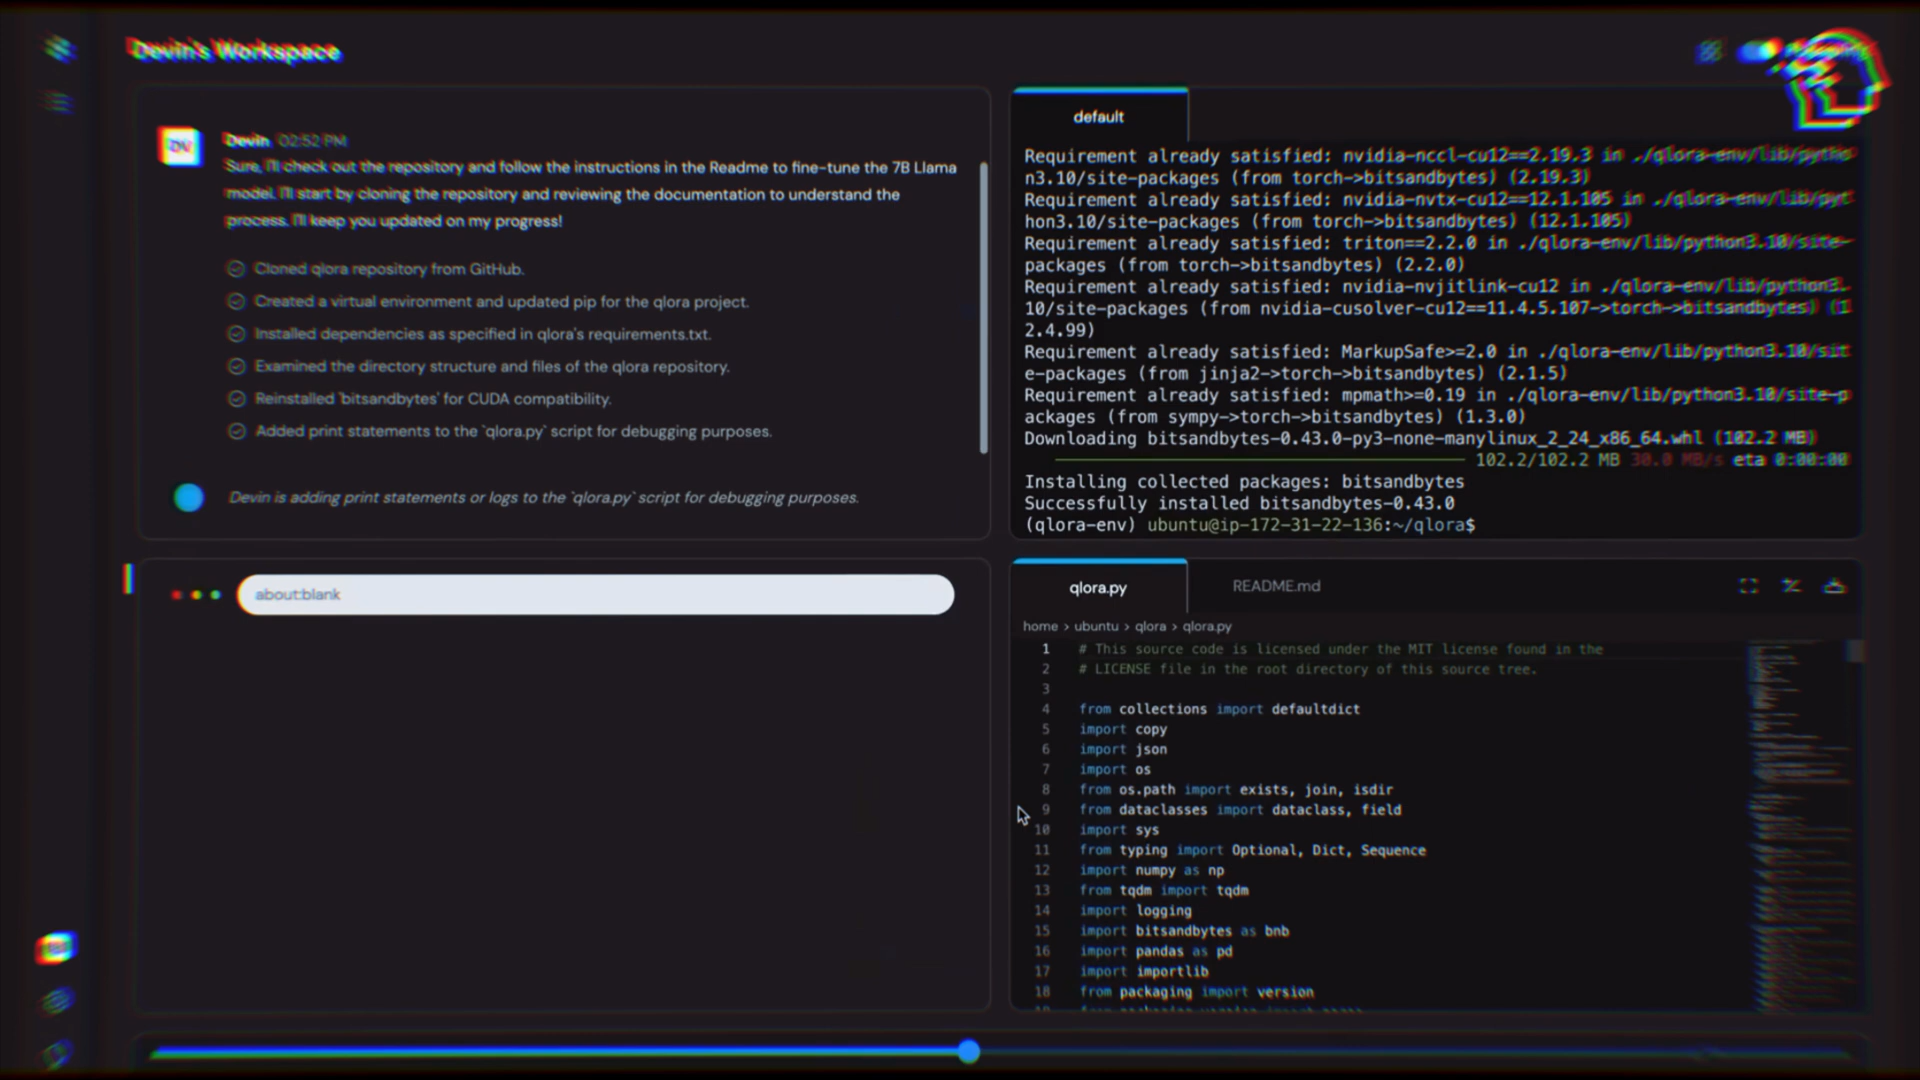 Devin's Workspace
DV
Devin 02:52 PM
Sure, I'll check out the repository and follow the instructions in the Readme to fine-tune the 7B Llama
model. I'll start by cloning the repository and reviewing the documentation to understand the
process. I'll keep you updated on my progress!
Cloned qlora repository from GitHub.
Created a virtual environment and updated pip for the qlora project.
Installed dependencies as specified in qlora's requirements.txt.
Examined the directory structure and files of the qlora repository.
Reinstalled 'bitsandbytes' for CUDA compatibility.
Added print statements to the `qlora.py` script for debugging purposes.
Devin is adding print statements or logs to the `qlora.py` script for debugging purposes.
default
Requirement already satisfied: nvidia-nccl-cu12==2.19.3 in ./qlora-env/lib/pytho
n3.10/site-packages (from torch->bitsandbytes) (2.19.3)
Requirement already satisfied: nvidia-nvtx-cu12==12.1.105 in ./qlora-env/lib/pyt
hon3.10/site-packages (from torch->bitsandbytes) (12.1.105)
Requirement already satisfied: triton==2.2.0 in ./qlora-env/lib/python3.10/site-
packages (from torch->bitsandbytes) (2.2.0)
Requirement already satisfied: nvidia-nvjitlink-cu12 in ./qlora-env/lib/python3.
10/site-packages (from nvidia-cusolver-cu12==11.4.5.107->torch->bitsandbytes) (1
2.4.99)
Requirement already satisfied: MarkupSafe>=2.0 in ./qlora-env/lib/python3.10/sit
e-packages (from jinja2->torch->bitsandbytes) (2.1.5)
Requirement already satisfied: mpmath>=0.19 in ./qlora-env/lib/python3.10/site-p
ackages (from sympy->torch->bitsandbytes) (1.3.0)
Downloading bitsandbytes-0.43.0-py3-none-manylinux_2_24_x86_64.whl (102.2 MB)
102.2/102.2 MB 30.0 MB/s eta 0:00:00
Installing collected packages: bitsandbytes
Successfully installed bitsandbytes-0.43.0
(qlora-env) ubuntu@ip-172-31-22-136:~/qlora$
about:blank
qlora.py README.md
home > ubuntu > qlora > qlora.py
1 # This source code is licensed under the MIT license found in the
2 # LICENSE file in the root directory of this source tree.
3
4 from collections import defaultdict
5 import copy
6 import json
7 import os
8 from os.path import exists, join, isdir
9 from dataclasses import dataclass, field
10 import sys
11 from typing import Optional, Dict, Sequence
12 import numpy as np
13 from tqdm import tqdm
14 import logging
15 import bitsandbytes as bnb
16 import pandas as pd
17 import importlib
18 from packaging import version